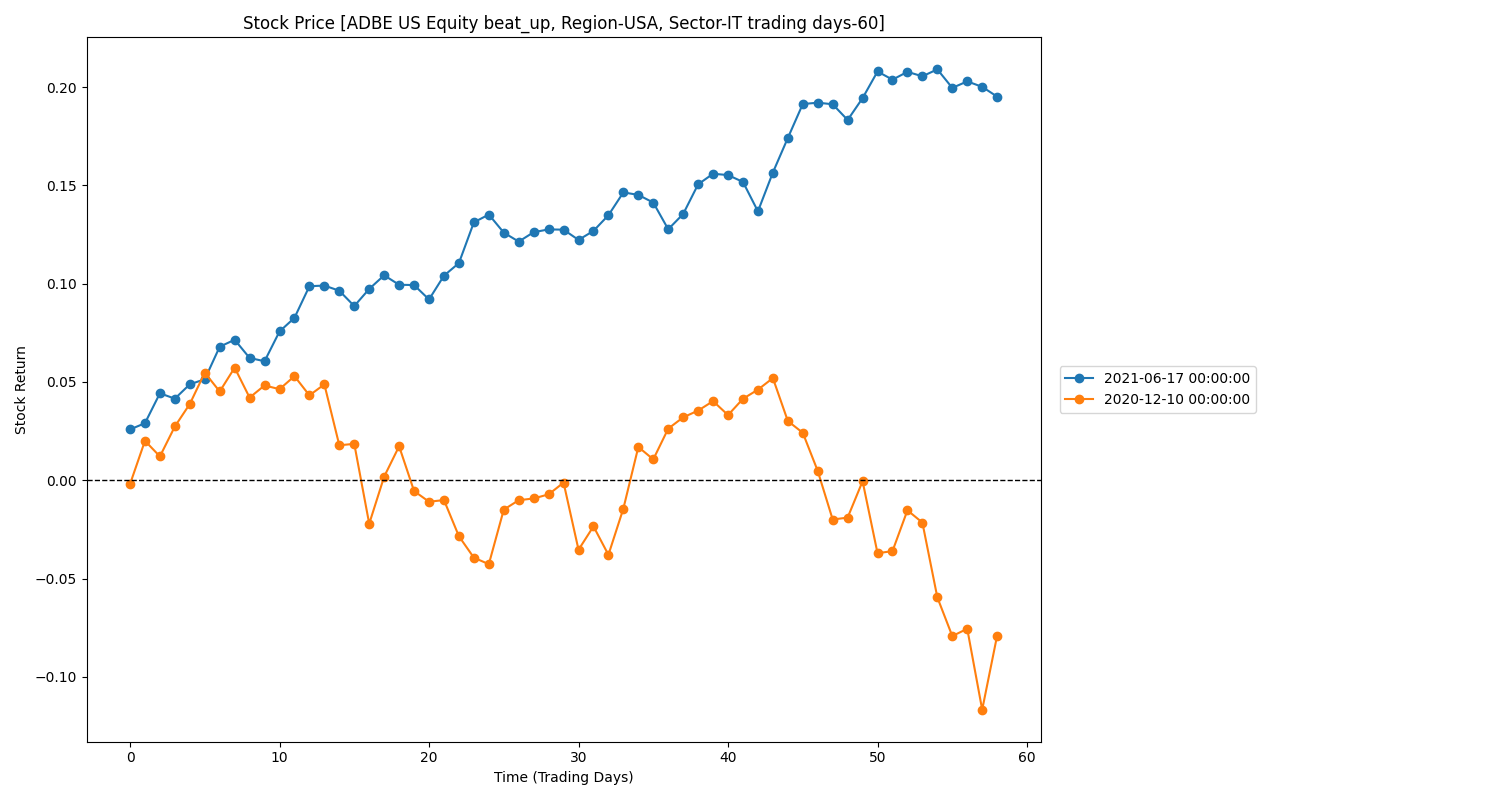 Stock Price [ADBE US Equity beat_up, Region-USA, Sector-IT trading days-60]
Stock Return
0.20
0.15
0.10
0.05
0.00
−0.05
−0.10
0 10 20 30 40 50 60
Time (Trading Days)
2021-06-17 00:00:00
2020-12-10 00:00:00